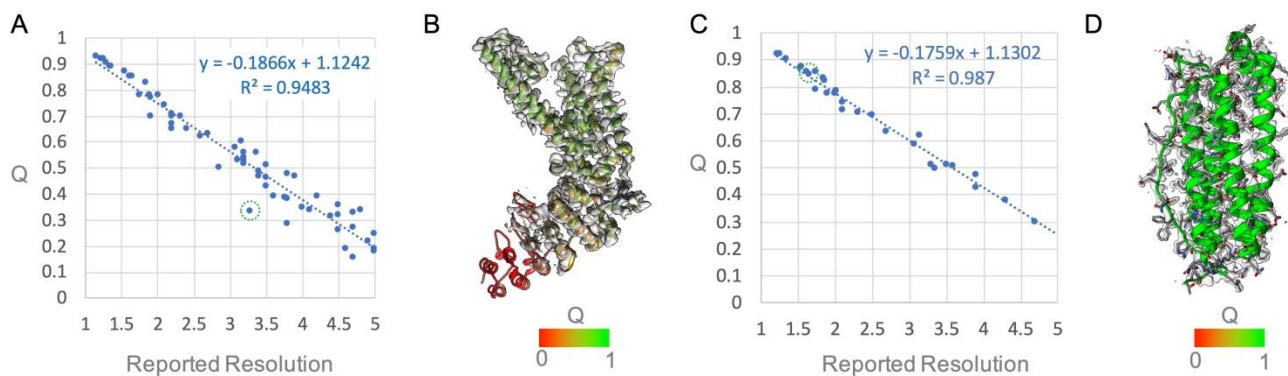 A
B
C
D
1
0.9
0.8
0.7
0.6
0.5
0.4
0.3
0.2
0.1
0
Q
y = -0.1866x + 1.1242
R² = 0.9483
1 1.5 2 2.5 3 3.5 4 4.5 5
Reported Resolution
Q
0 1
1
0.9
0.8
0.7
0.6
0.5
0.4
0.3
0.2
0.1
0
y = -0.1759x + 1.1302
R² = 0.987
1 1.5 2 2.5 3 3.5 4 4.5 5
Reported Resolution
Q
0 1